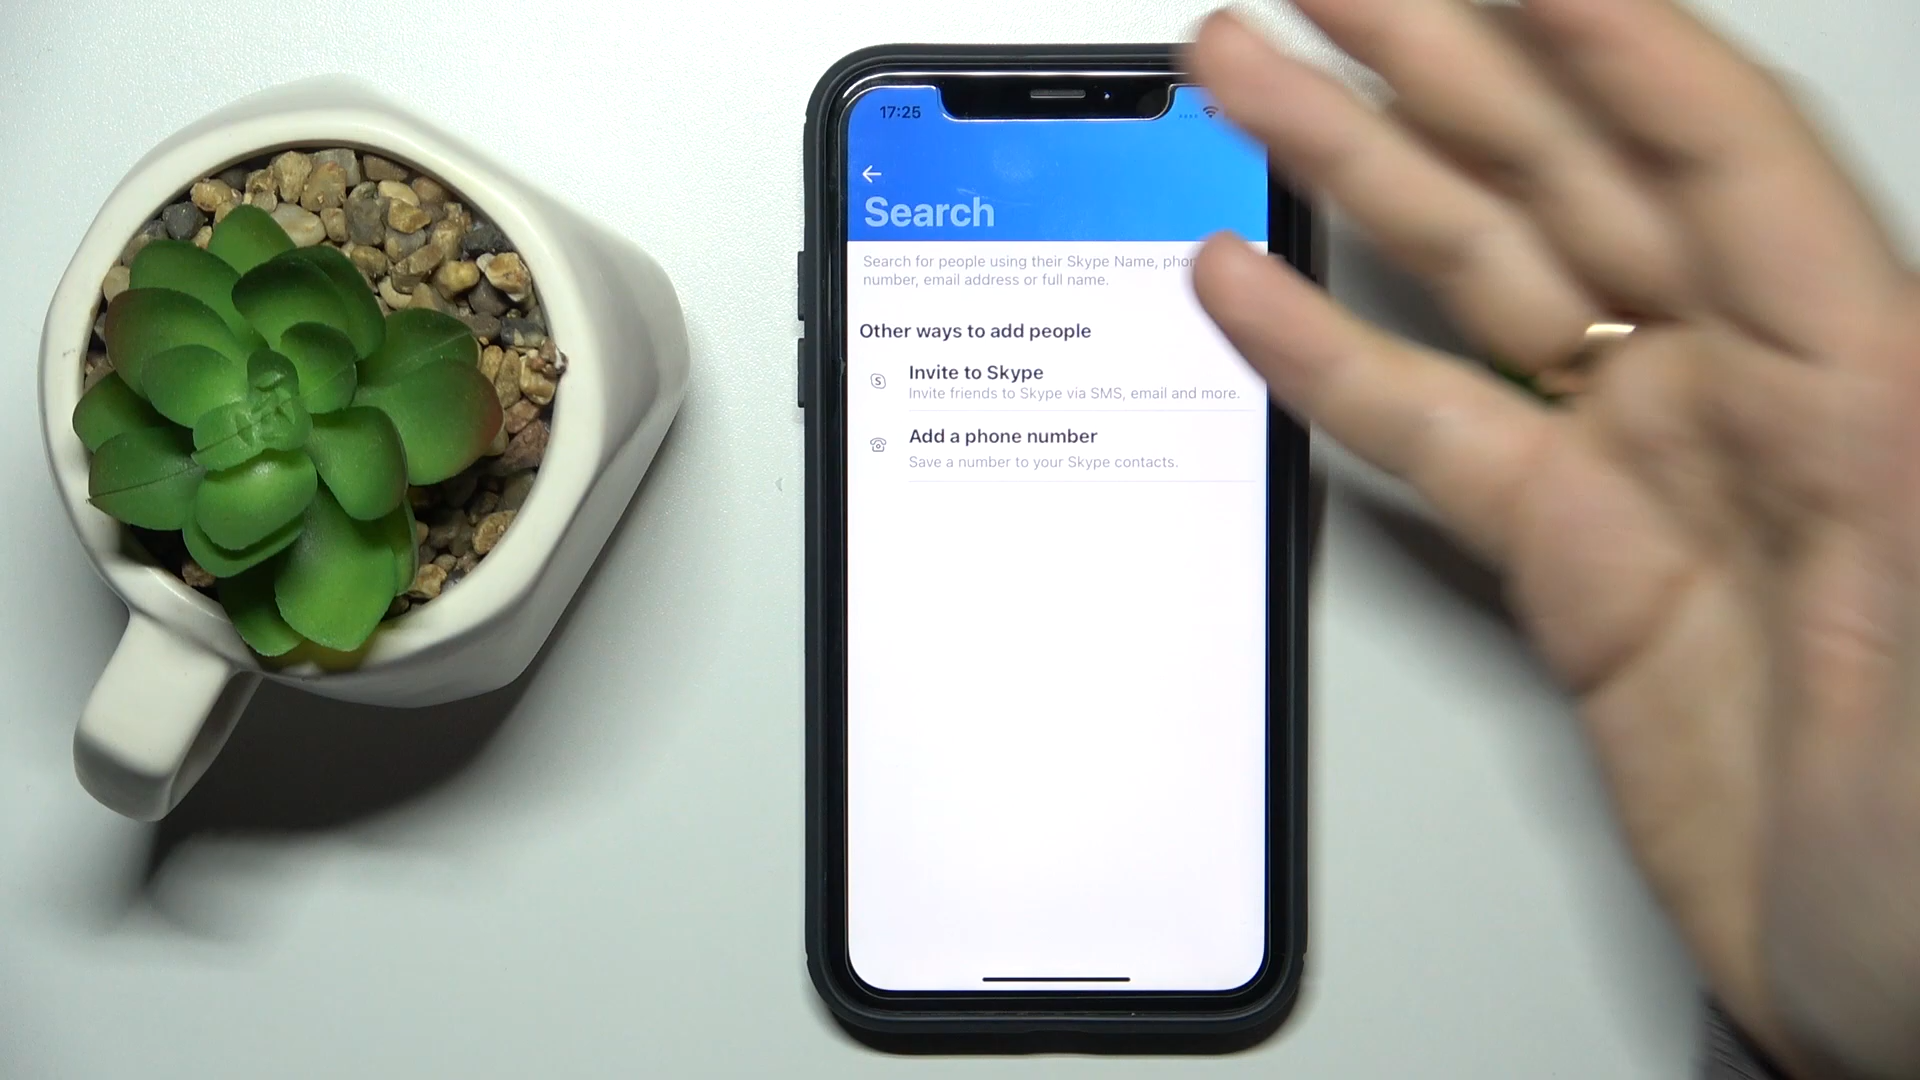 17:25
Search
Search for people using their Skype Name,
number, email address or full name.
Other ways to add people
Invite to Skype
Invite friends to Skype via SMS, email and more.
Add a phone number
Save a number to your Skype contacts.